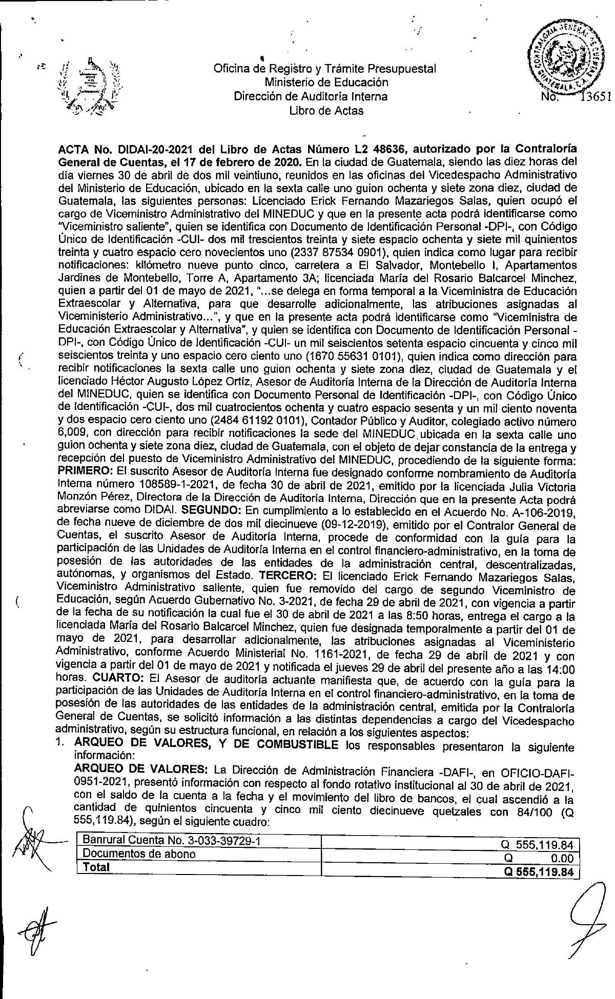 CONTRALORIA GENERAL DE CUENTAS
GUATEMALA, C.A.
Oficina de Registro y Trámite Presupuestal
Ministerio de Educación
Dirección de Auditoría Interna
Libro de Actas
No. 13651
ACTA No. DIDAI-20-2021 del Libro de Actas Número L2 48636, autorizado por la Contraloría
General de Cuentas, el 17 de febrero de 2020. En la ciudad de Guatemala, siendo las diez horas del
día viernes 30 de abril de dos mil veintiuno, reunidos en las oficinas del Vicedespacho Administrativo
del Ministerio de Educación, ubicado en la sexta calle uno guion ochenta y siete zona diez, ciudad de
Guatemala, las siguientes personas: Licenciado Erick Fernando Mazariegos Salas, quien ocupó el
cargo de Viceministro Administrativo del MINEDUC y que en la presente acta podrá identificarse como
“Viceministro saliente”, quien se identifica con Documento de Identificación Personal -DPI-, con Código
Único de Identificación -CUI- dos mil trescientos treinta y siete espacio ochenta y siete mil quinientos
treinta y cuatro espacio cero novecientos uno (2337 87534 0901), quien indica como lugar para recibir
notificaciones: kilómetro nueve punto cinco, carretera a El Salvador, Montebello I, Apartamentos
Jardines de Montebello, Torre A, Apartamento 3A; licenciada María del Rosario Balcarcel Minchez,
quien a partir del 01 de mayo de 2021, “...se delega en forma temporal a la Viceministra de Educación
Extraescolar y Alternativa, para que desarrolle adicionalmente, las atribuciones asignadas al
Viceministerio Administrativo...”, y que en la presente acta podrá identificarse como “Viceministra de
Educación Extraescolar y Alternativa”, y quien se identifica con Documento de Identificación Personal -
DPI-, con Código Único de Identificación -CUI- un mil seiscientos setenta espacio cincuenta y cinco mil
seiscientos treinta y uno espacio cero ciento uno (1670 55631 0101), quien indica como dirección para
recibir notificaciones la sexta calle uno guion ochenta y siete zona diez, ciudad de Guatemala y el
licenciado Héctor Augusto López Ortíz, Asesor de Auditoría Interna de la Dirección de Auditoría Interna
del MINEDUC, quien se identifica con Documento Personal de Identificación -DPI-, con Código Único
de Identificación -CUI-, dos mil cuatrocientos ochenta y cuatro espacio sesenta y un mil ciento noventa
y dos espacio cero ciento uno (2484 61192 0101), Contador Público y Auditor, colegiado activo número
6,009, con dirección para recibir notificaciones la sede del MINEDUC ubicada en la sexta calle uno
guion ochenta y siete zona diez, ciudad de Guatemala, con el objeto de dejar constancia de la entrega y
recepción del puesto de Viceministro Administrativo del MINEDUC, procediendo de la siguiente forma:
PRIMERO: El suscrito Asesor de Auditoría Interna fue designado conforme nombramiento de Auditoría
Interna número 108589-1-2021, de fecha 30 de abril de 2021, emitido por la licenciada Julia Victoria
Monzón Pérez, Directora de la Dirección de Auditoría Interna, Dirección que en la presente Acta podrá
abreviarse como DIDAI. SEGUNDO: En cumplimiento a lo establecido en el Acuerdo No. A-106-2019,
de fecha nueve de diciembre de dos mil diecinueve (09-12-2019), emitido por el Contralor General de
Cuentas, el suscrito Asesor de Auditoría Interna, procede de conformidad con la guía para la
participación de las Unidades de Auditoría Interna en el control financiero-administrativo, en la toma de
posesión de las autoridades de las entidades de la administración central, descentralizadas,
autónomas, y organismos del Estado. TERCERO: El licenciado Erick Fernando Mazariegos Salas,
Viceministro Administrativo saliente, quien fue removido del cargo de segundo Viceministro de
Educación, según Acuerdo Gubernativo No. 3-2021, de fecha 29 de abril de 2021, con vigencia a partir
de la fecha de su notificación la cual fue el 30 de abril de 2021 a las 8:50 horas, entrega el cargo a la
licenciada María del Rosario Balcarcel Minchez, quien fue designada temporalmente a partir del 01 de
mayo de 2021, para desarrollar adicionalmente, las atribuciones asignadas al Viceministerio
Administrativo, conforme Acuerdo Ministerial No. 1161-2021, de fecha 29 de abril de 2021 y con
vigencia a partir del 01 de mayo de 2021 y notificada el jueves 29 de abril del presente año a las 14:00
horas. CUARTO: El Asesor de auditoría actuante manifiesta que, de acuerdo con la guía para la
participación de las Unidades de Auditoría Interna en el control financiero-administrativo, en la toma de
posesión de las autoridades de las entidades de la administración central, emitida por la Contraloría
General de Cuentas, se solicitó información a las distintas dependencias a cargo del Vicedespacho
administrativo, según su estructura funcional, en relación a los siguientes aspectos:
1. ARQUEO DE VALORES, Y DE COMBUSTIBLE los responsables presentaron la siguiente
información:
ARQUEO DE VALORES: La Dirección de Administración Financiera -DAFI-, en OFICIO-DAFI-
0951-2021, presentó información con respecto al fondo rotativo institucional al 30 de abril de 2021,
con el saldo de la cuenta a la fecha y el movimiento del libro de bancos, el cual ascendió a la
cantidad de quinientos cincuenta y cinco mil ciento diecinueve quetzales con 84/100 (Q
555,119.84), según el siguiente cuadro:
Banrural Cuenta No. 3-033-39729-1 Q 555,119.84
Documentos de abono Q 0.00
Total Q 555,119.84